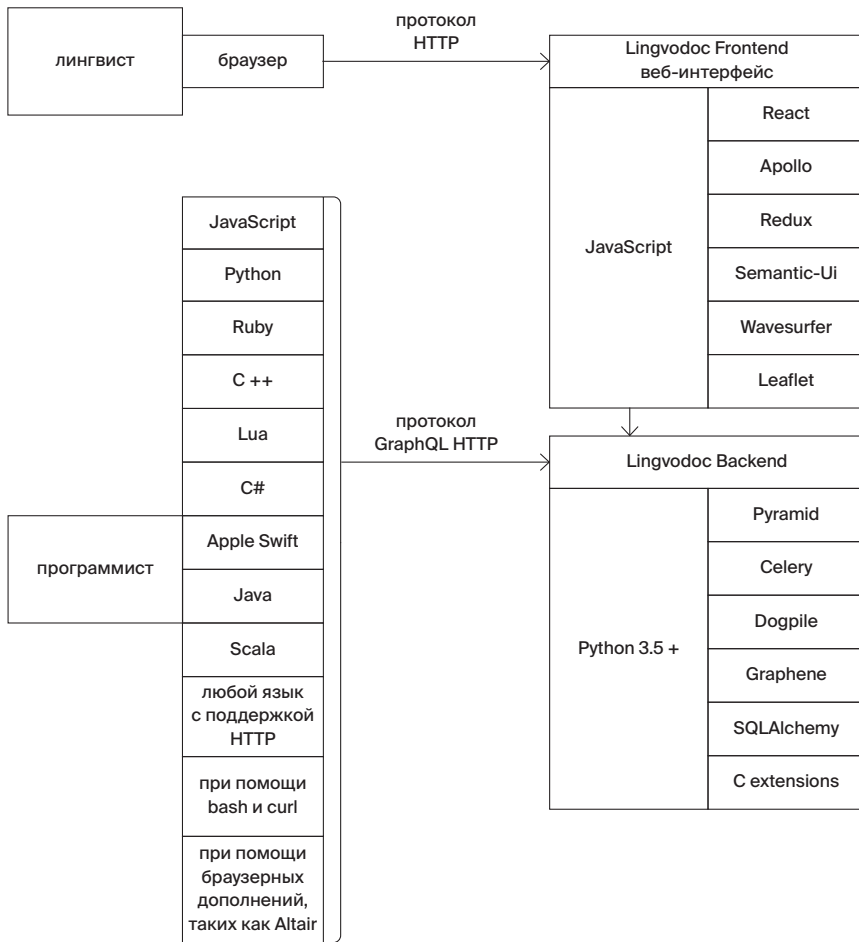 лингвист
браузер
протокол
HTTP
Lingvodoc Frontend
веб-интерфейс
JavaScript
React
Apollo
Redux
Semantic-Ui
Wavesurfer
Leaflet
JavaScript
Python
Ruby
C ++
Lua
C#
Apple Swift
Java
Scala
любой язык
с поддержкой
HTTP
при помощи
bash и curl
при помощи
браузерных
дополнений,
таких как Altair
программист
протокол
GraphQL HTTP
Lingvodoc Backend
Python 3.5 +
Pyramid
Celery
Dogpile
Graphene
SQLAlchemy
C extensions